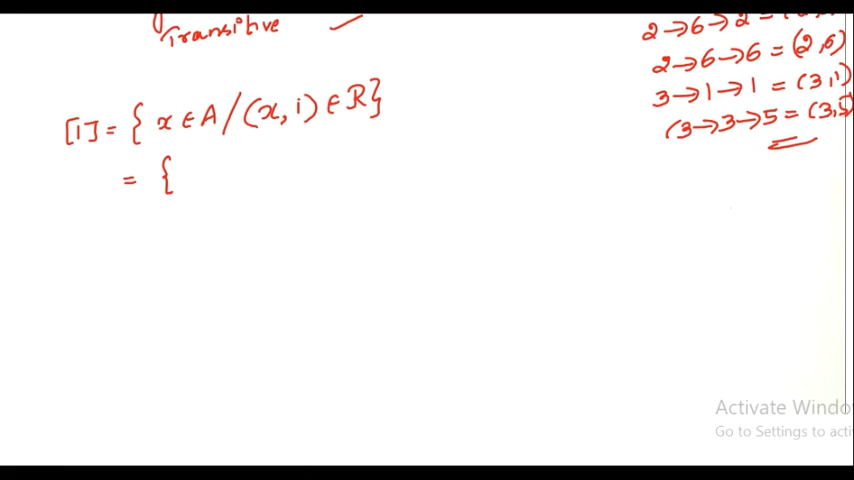 Transitive
[1] = { x ∈ A / (x, 1) ∈ R}
= {
2→6→2 =
2→6→6 = (2,6)
3→1→1 = (3,1)
(3→3→5 = (3,5
Activate Windo
Go to Settings to acti